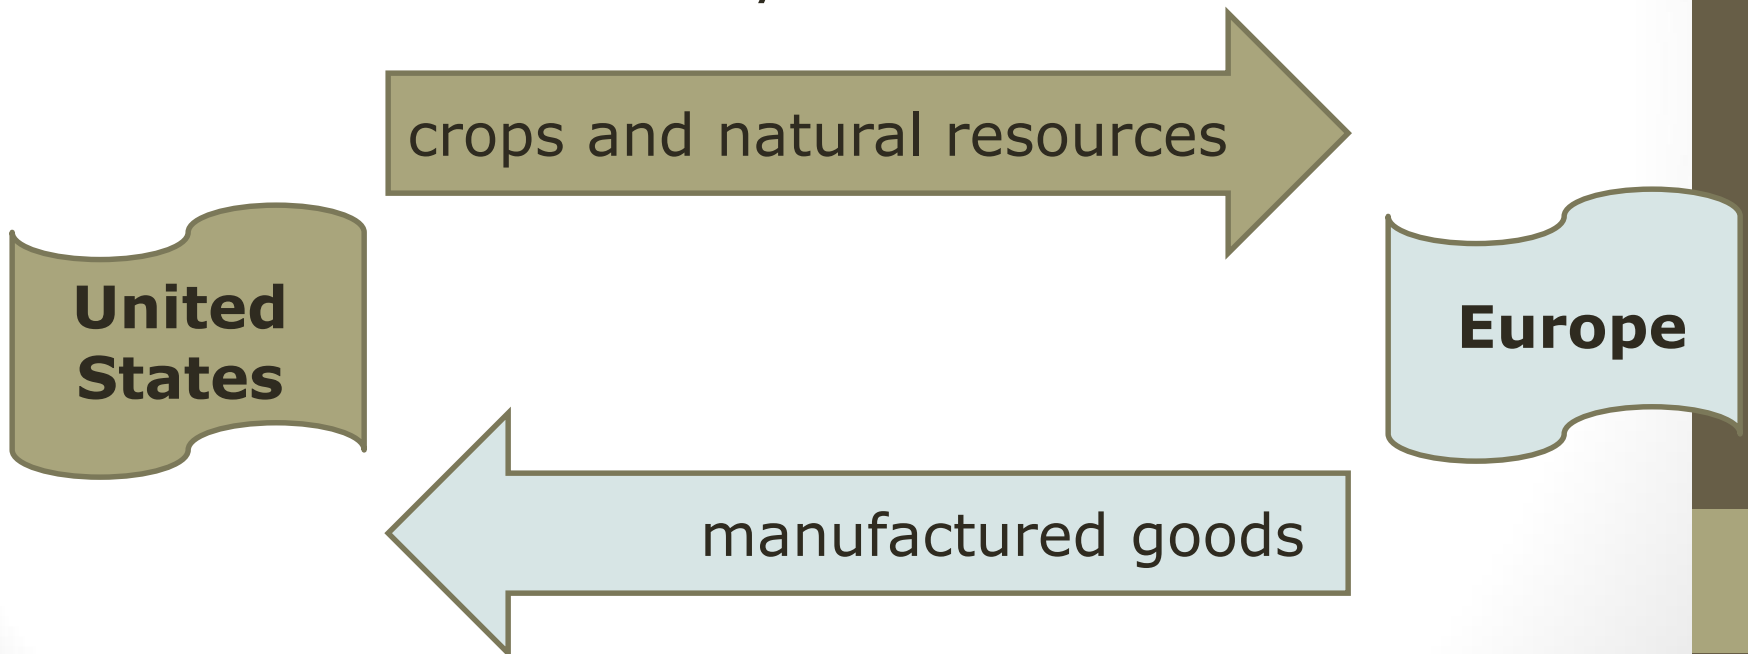 crops and natural resources
United
States
Europe
manufactured goods